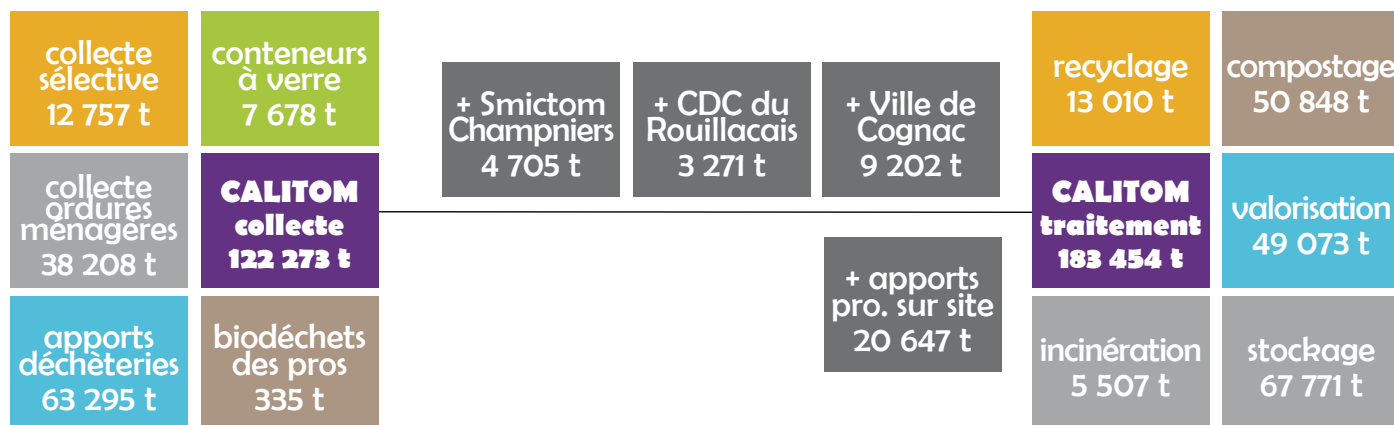 collecte
sélective
12 757 t
conteneurs
à verre
7 678 t
collecte
ordures
ménagères
38 208 t
CALITOM
collecte
122 273 t
apports
déchèteries
63 295 t
biodéchets
des pros
335 t
+ Smictom
Champniers
4 705 t
+ CDC du
Rouillacais
3 271 t
+ Ville de
Cognac
9 202 t
+ apports
pro. sur site
20 647 t
recyclage
13 010 t
compostage
50 848 t
CALITOM
traitement
183 454 t
valorisation
49 073 t
incinération
5 507 t
stockage
67 771 t